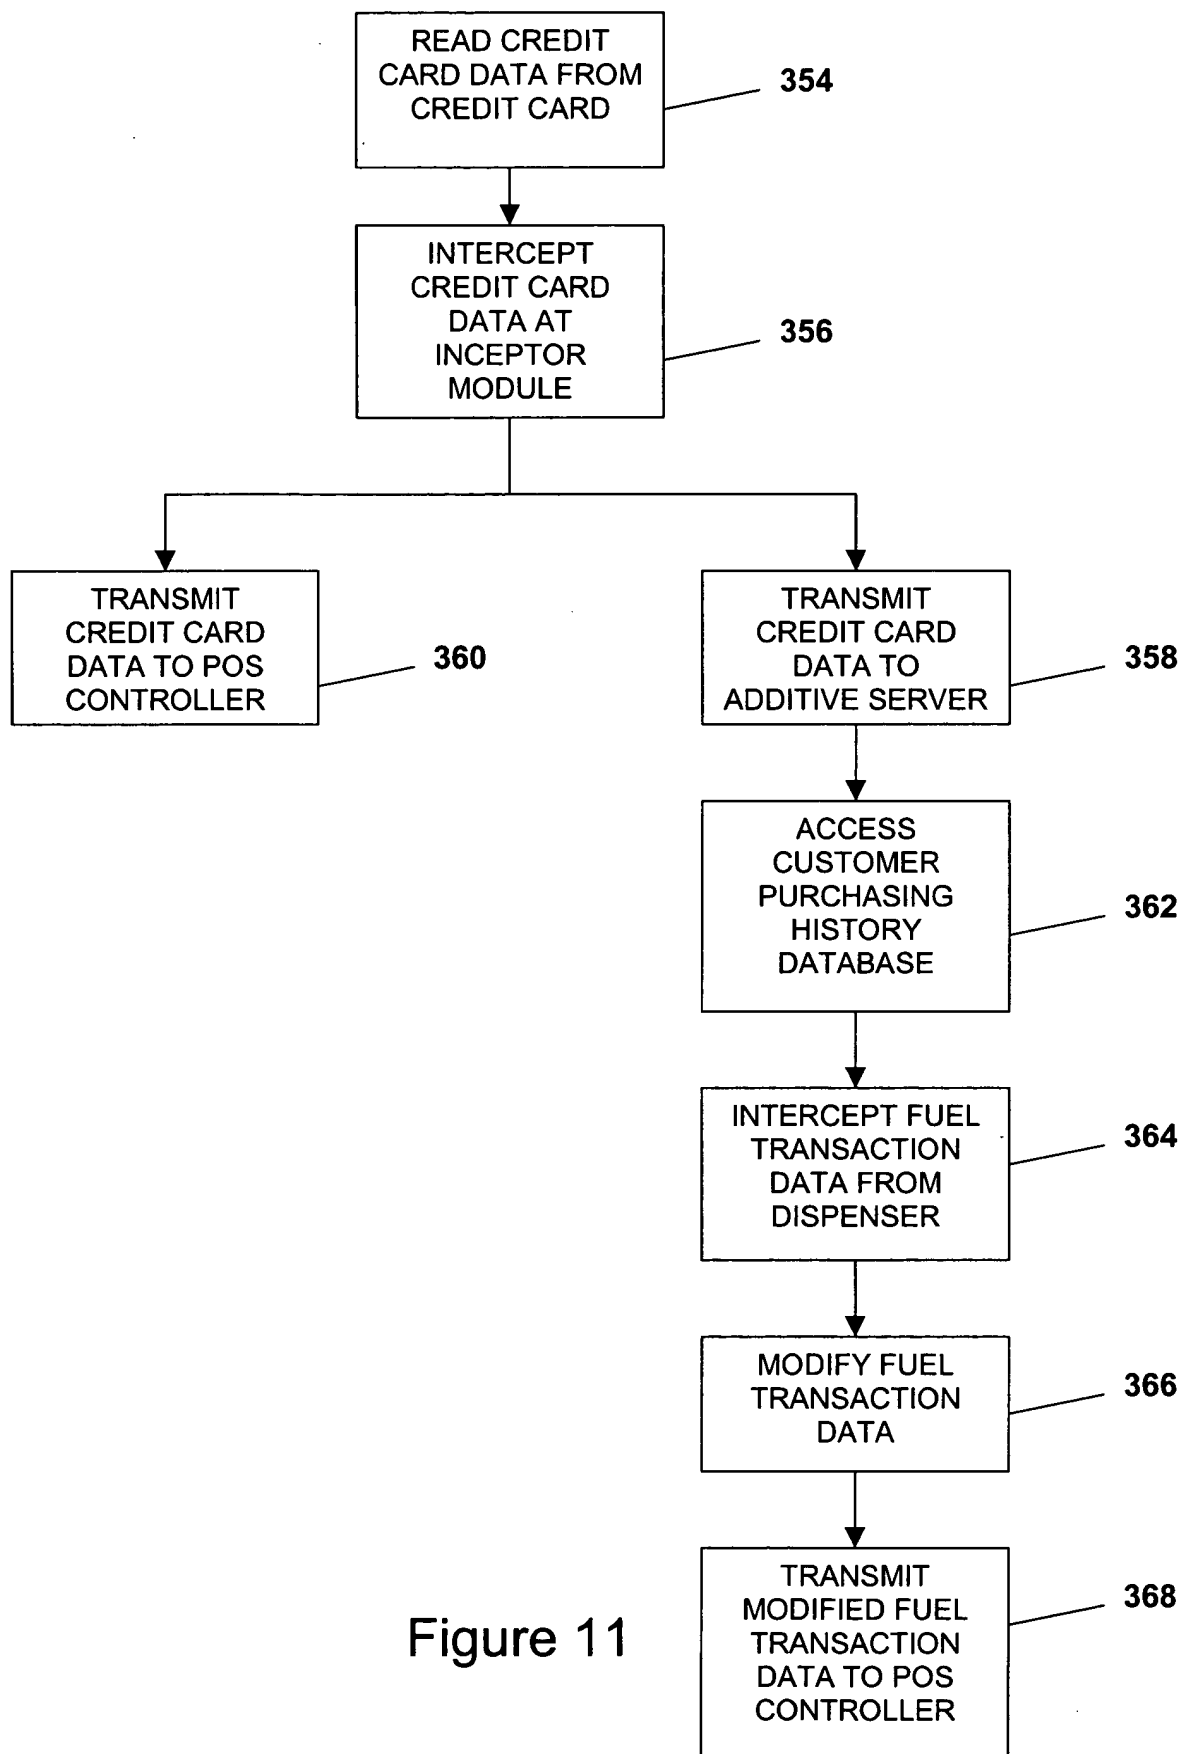 READ CREDIT
CARD DATA FROM
CREDIT CARD
354
INTERCEPT
CREDIT CARD
DATA AT
INCEPTOR
MODULE
356
TRANSMIT
CREDIT CARD
DATA TO POS
CONTROLLER
360
TRANSMIT
CREDIT CARD
DATA TO
ADDITIVE SERVER
358
ACCESS
CUSTOMER
PURCHASING
HISTORY
DATABASE
362
INTERCEPT FUEL
TRANSACTION
DATA FROM
DISPENSER
364
MODIFY FUEL
TRANSACTION
DATA
366
TRANSMIT
MODIFIED FUEL
TRANSACTION
DATA TO POS
CONTROLLER
368
Figure 11